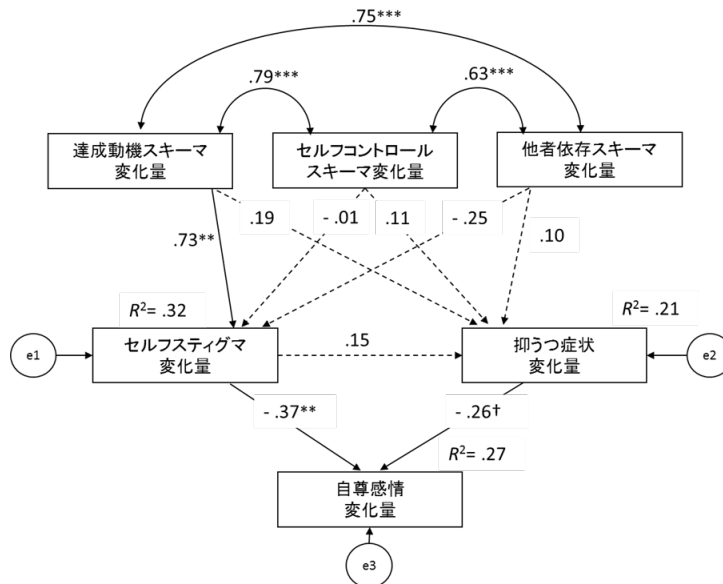 .75***
.79***
.63***
達成動機スキーマ
変化量
セルフコントロール
スキーマ変化量
他者依存スキーマ
変化量
.19
- .01
.11
- .25
.10
.73**
R²= .32
R²= .21
e1
セルフスティグマ
変化量
.15
抑うつ症状
変化量
e2
- .37**
- .26†
R²= .27
自尊感情
変化量
e3